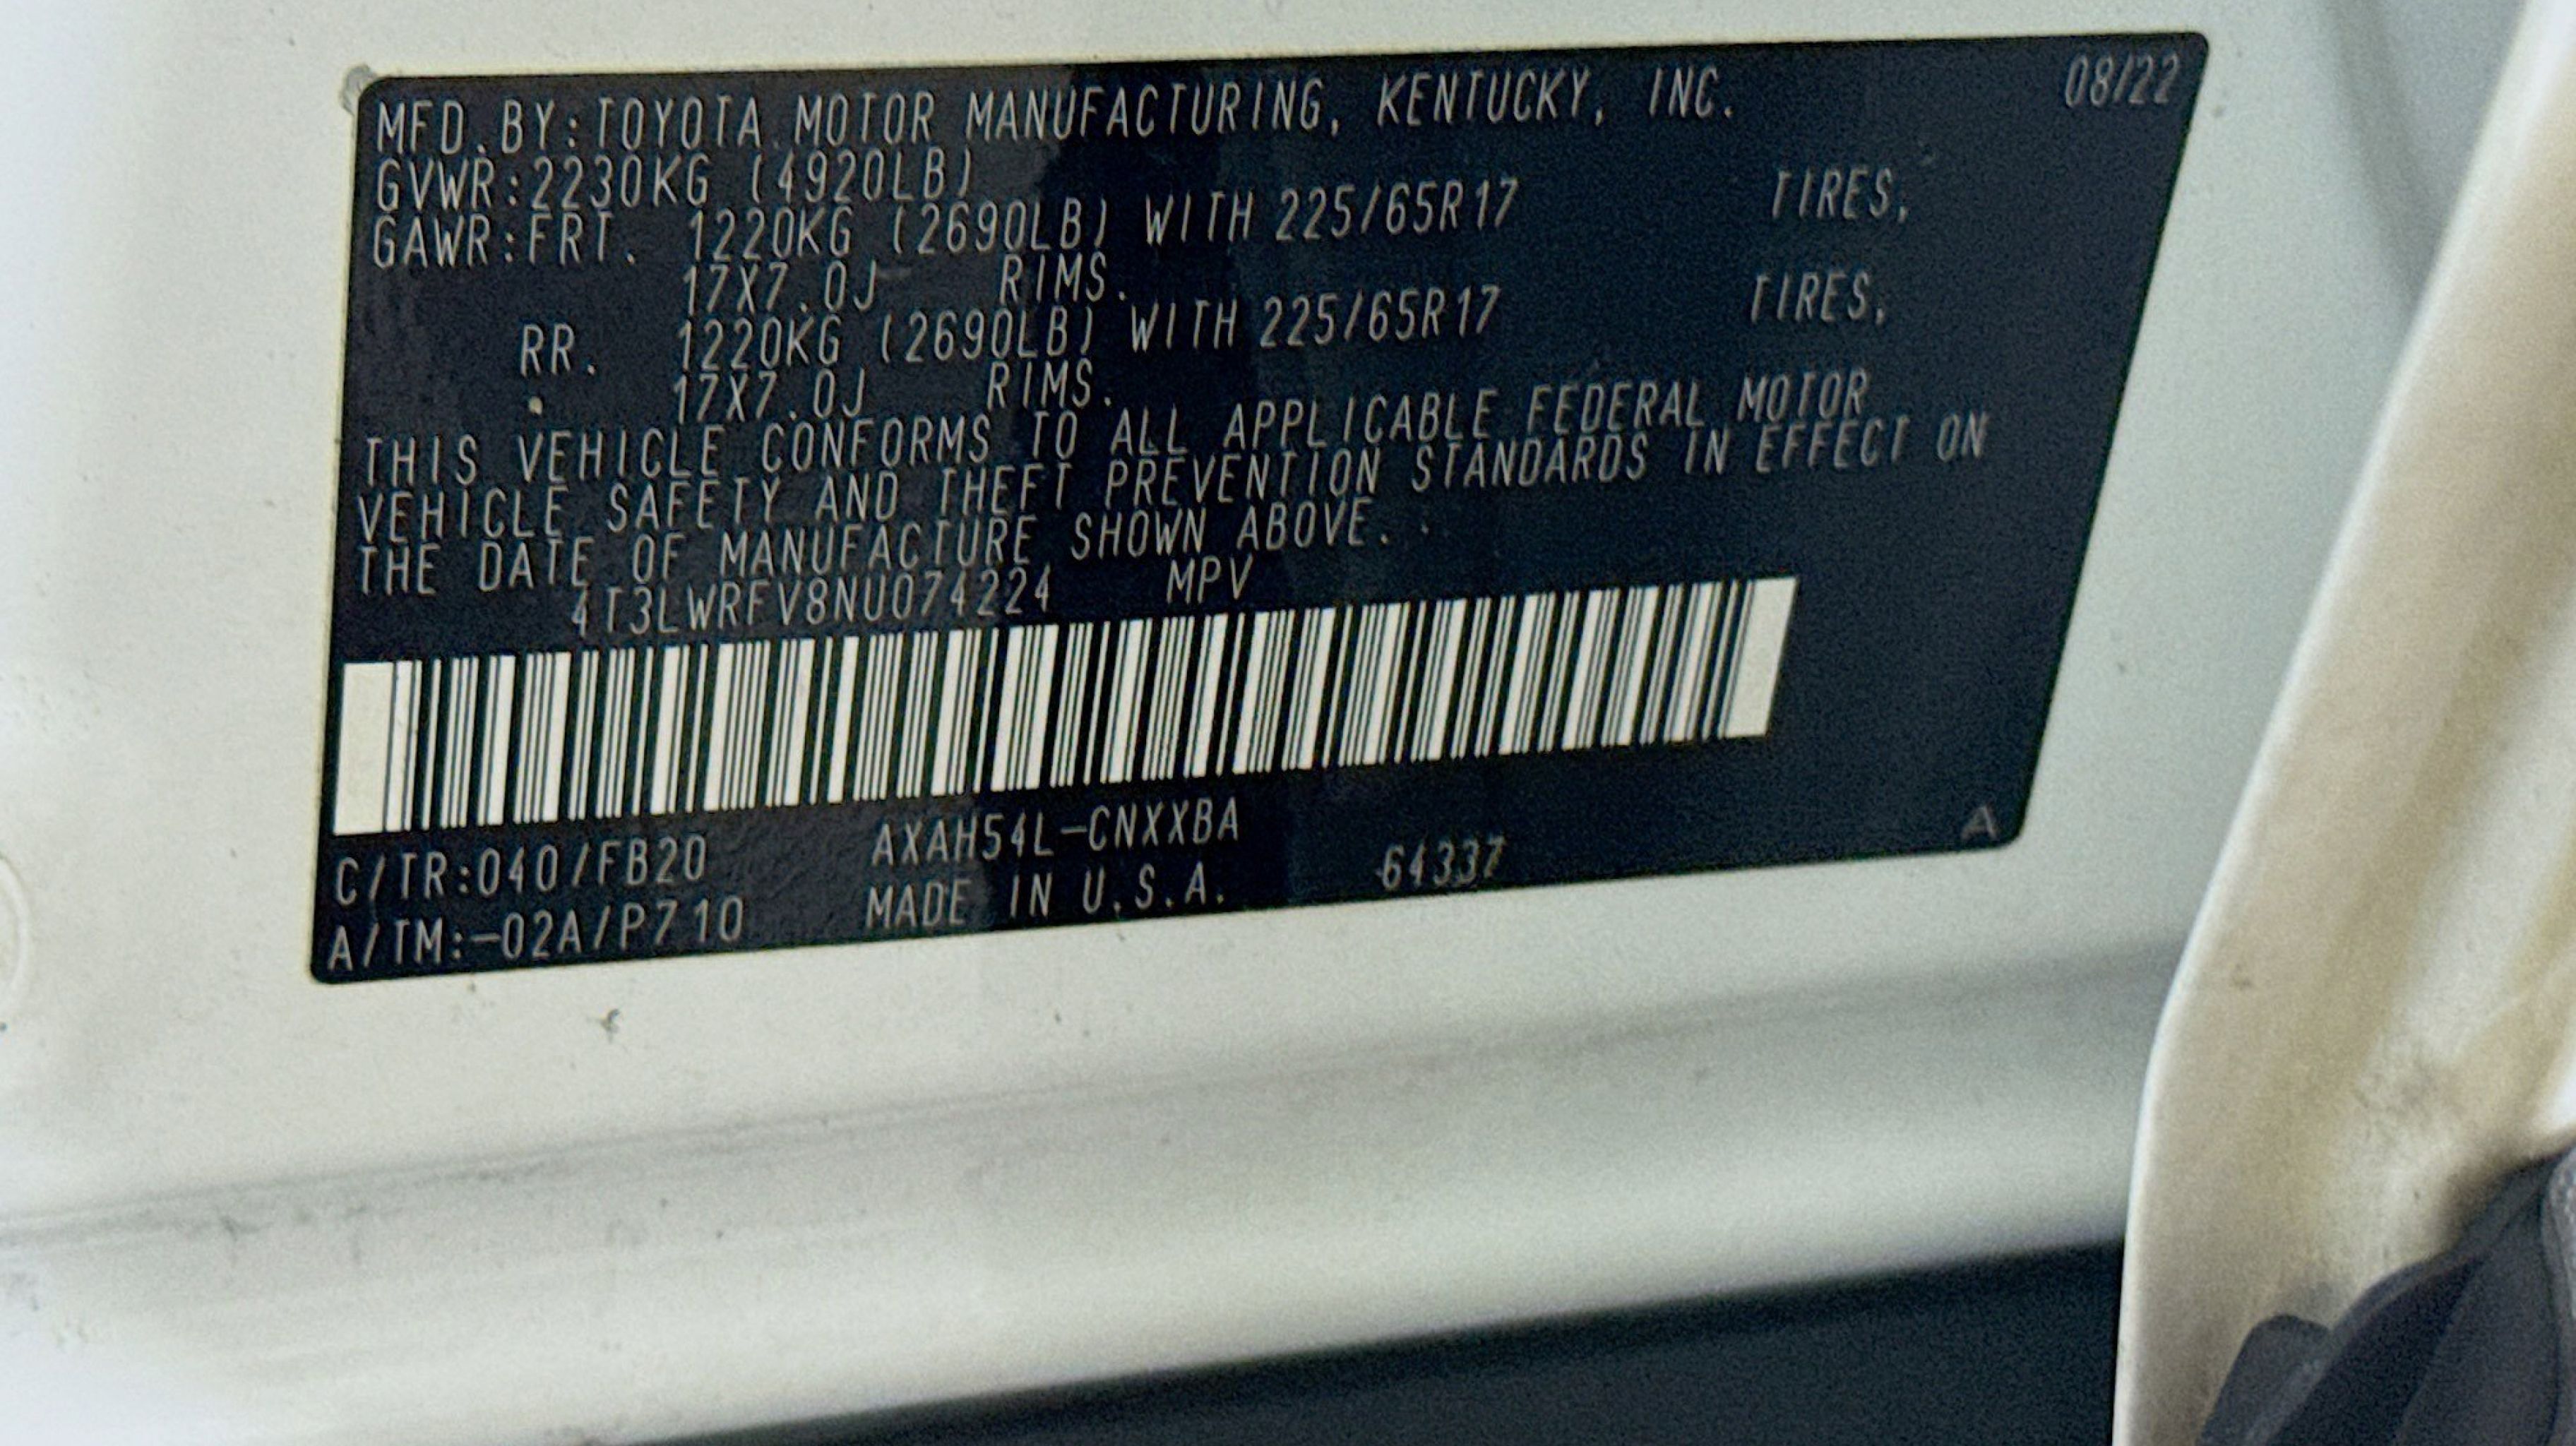 MFD.BY:TOYOTA MOTOR MANUFACTURING, KENTUCKY, INC. 08/22
GVWR:2230KG (4920LB)
GAWR:FRT. 1220KG (2690LB) WITH 225/65R17 TIRES,
17X7.0J RIMS.
RR. 1220KG (2690LB) WITH 225/65R17 TIRES,
17X7.0J RIMS.
THIS VEHICLE CONFORMS TO ALL APPLICABLE FEDERAL MOTOR
VEHICLE SAFETY AND THEFT PREVENTION STANDARDS IN EFFECT ON
THE DATE OF MANUFACTURE SHOWN ABOVE.
4T3LWRFV8NU074224 MPV
C/TR:040/FB20 AXAH54L-CNXXBA
A/TM:-02A/P710 MADE IN U.S.A. 64337 A